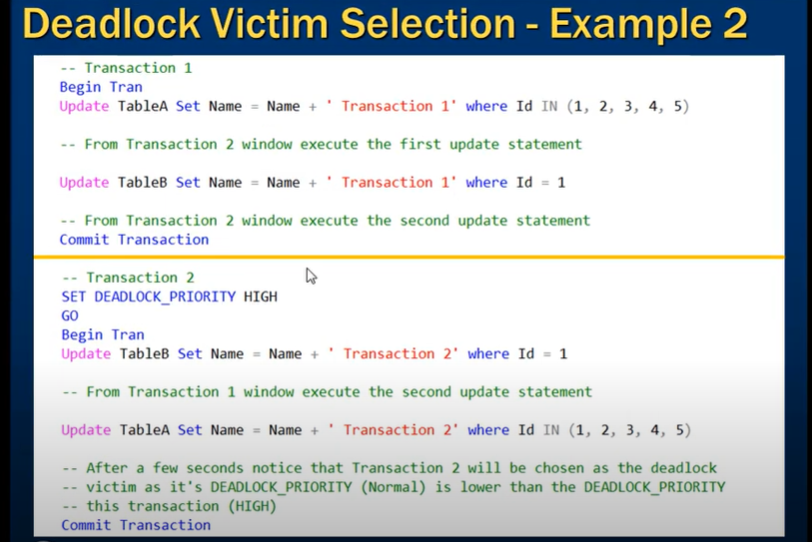 Deadlock Victim Selection - Example 2
-- Transaction 1
Begin Tran
Update TableA Set Name = Name + ' Transaction 1' where Id IN (1, 2, 3, 4, 5)
-- From Transaction 2 window execute the first update statement
Update TableB Set Name = Name + ' Transaction 1' where Id = 1
-- From Transaction 2 window execute the second update statement
Commit Transaction
-- Transaction 2
SET DEADLOCK_PRIORITY HIGH
GO
Begin Tran
Update TableB Set Name = Name + ' Transaction 2' where Id = 1
-- From Transaction 1 window execute the second update statement
Update TableA Set Name = Name + ' Transaction 2' where Id IN (1, 2, 3, 4, 5)
-- After a few seconds notice that Transaction 2 will be chosen as the deadlock
-- victim as it's DEADLOCK_PRIORITY (Normal) is lower than the DEADLOCK_PRIORITY
-- this transaction (HIGH)
Commit Transaction